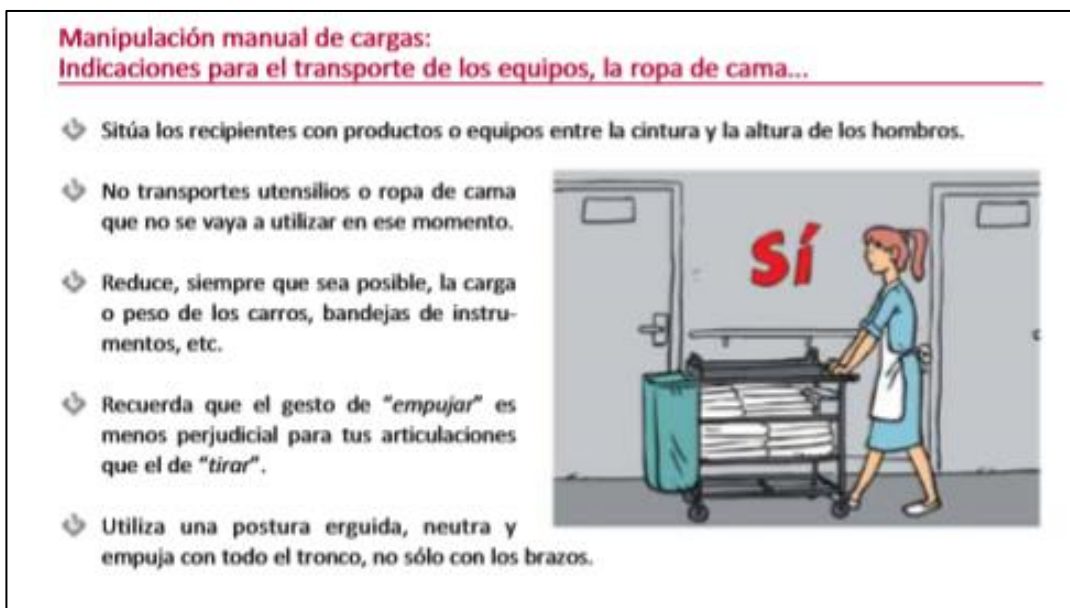 Manipulación manual de cargas:
Indicaciones para el transporte de los equipos, la ropa de cama...
Sitúa los recipientes con productos o equipos entre la cintura y la altura de los hombros.
No transportes utensilios o ropa de cama
que no se vaya a utilizar en ese momento.
Reduce, siempre que sea posible, la carga
o peso de los carros, bandejas de instru-
mentos, etc.
Recuerda que el gesto de "empujar" es
menos perjudicial para tus articulaciones
que el de "tirar".
Utiliza una postura erguida, neutra y
empuja con todo el tronco, no sólo con los brazos.
SÍ